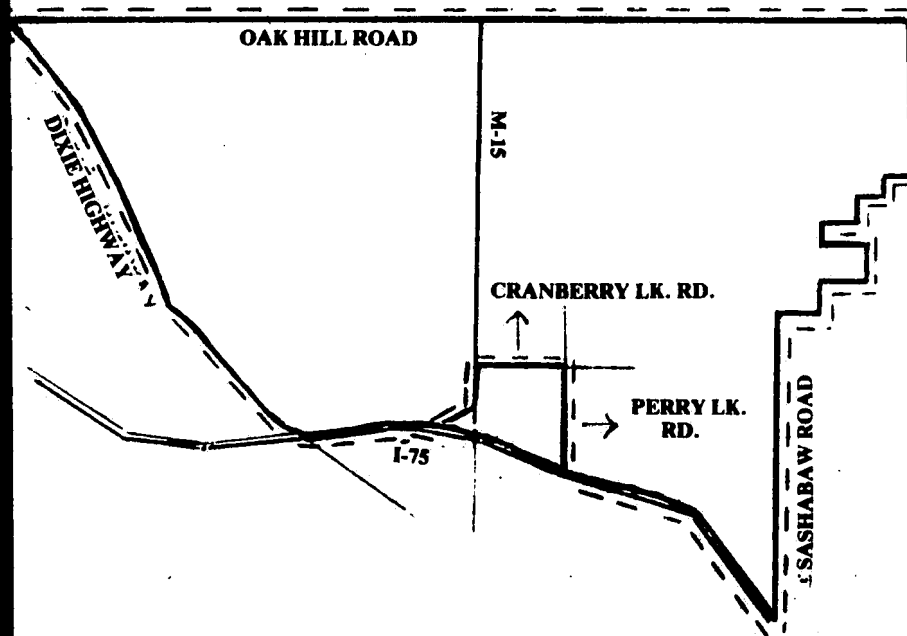 OAK HILL ROAD
M-15
DIXIE HIGHWAY
CRANBERRY LK. RD.
PERRY LK.
RD.
I-75
SASHABAW ROAD